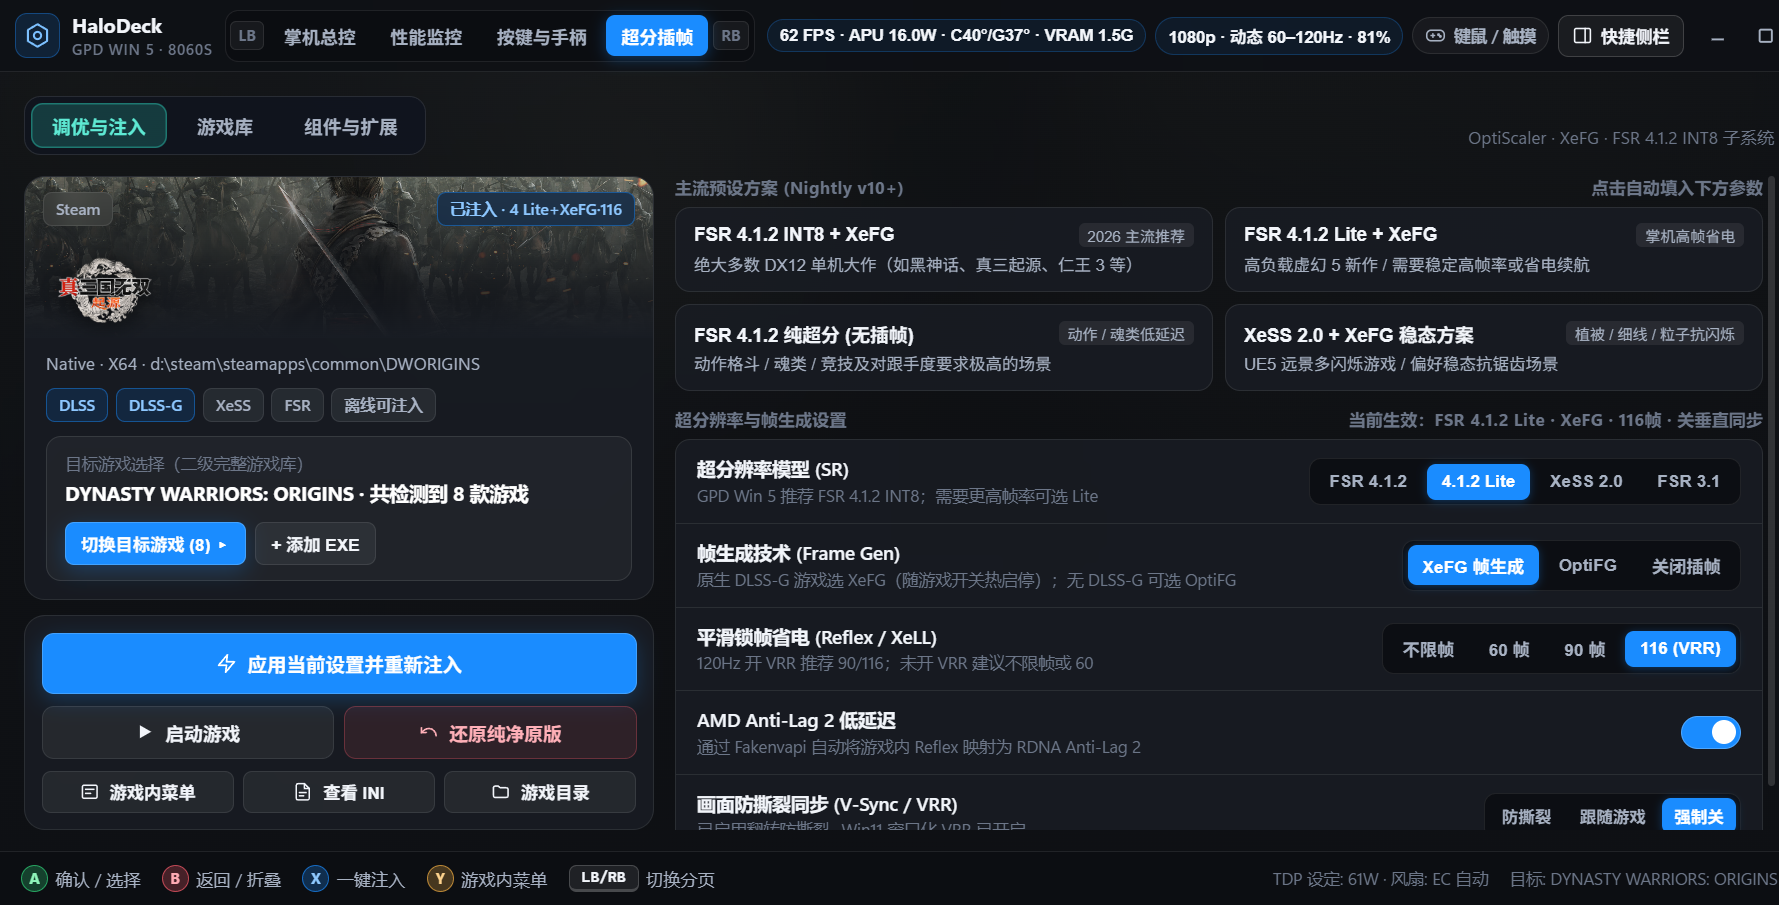 HaloDeck
GPD WIN 5 · 8060S
LB
掌机总控
性能监控
按键与手柄
超分插帧
RB
62 FPS · APU 16.0W · C40°/G37° · VRAM 1.5G
1080p · 动态 60–120Hz · 81%
键鼠 / 触摸
快捷侧栏
调优与注入
游戏库
组件与扩展
OptiScaler · XeFG · FSR 4.1.2 INT8 子系统
Steam
已注入 · 4 Lite+XeFG·116
真三国无双
起源
Native · X64 · d:\steam\steamapps\common\DWORIGINS
DLSS
DLSS-G
XeSS
FSR
离线可注入
目标游戏选择（二级完整游戏库）
DYNASTY WARRIORS: ORIGINS · 共检测到 8 款游戏
切换目标游戏 (8) ▸
+ 添加 EXE
应用当前设置并重新注入
启动游戏
还原纯净原版
游戏内菜单
查看 INI
游戏目录
主流预设方案 (Nightly v10+)
点击自动填入下方参数
FSR 4.1.2 INT8 + XeFG
2026 主流推荐
绝大多数 DX12 单机大作（如黑神话、真三起源、仁王 3 等）
FSR 4.1.2 Lite + XeFG
掌机高帧省电
高负载虚幻 5 新作 / 需要稳定高帧率或省电续航
FSR 4.1.2 纯超分 (无插帧)
动作 / 魂类低延迟
动作格斗 / 魂类 / 竞技及对跟手度要求极高的场景
XeSS 2.0 + XeFG 稳态方案
植被 / 细线 / 粒子抗闪烁
UE5 远景多闪烁游戏 / 偏好稳态抗锯齿场景
超分辨率与帧生成设置
当前生效：FSR 4.1.2 Lite · XeFG · 116帧 · 关垂直同步
超分辨率模型 (SR)
GPD Win 5 推荐 FSR 4.1.2 INT8；需要更高帧率可选 Lite
FSR 4.1.2
4.1.2 Lite
XeSS 2.0
FSR 3.1
帧生成技术 (Frame Gen)
原生 DLSS-G 游戏选 XeFG（随游戏开关热启停）；无 DLSS-G 可选 OptiFG
XeFG 帧生成
OptiFG
关闭插帧
平滑锁帧省电 (Reflex / XeLL)
120Hz 开 VRR 推荐 90/116；未开 VRR 建议不限帧或 60
不限帧
60 帧
90 帧
116 (VRR)
AMD Anti-Lag 2 低延迟
通过 Fakenvapi 自动将游戏内 Reflex 映射为 RDNA Anti-Lag 2
画面防撕裂同步 (V-Sync / VRR)
已启用翻转防撕裂 · Win11 窗口化 VRR 已开启
防撕裂
跟随游戏
强制关
A 确认 / 选择
B 返回 / 折叠
X 一键注入
Y 游戏内菜单
LB/RB 切换分页
TDP 设定: 61W · 风扇: EC 自动
目标: DYNASTY WARRIORS: ORIGINS